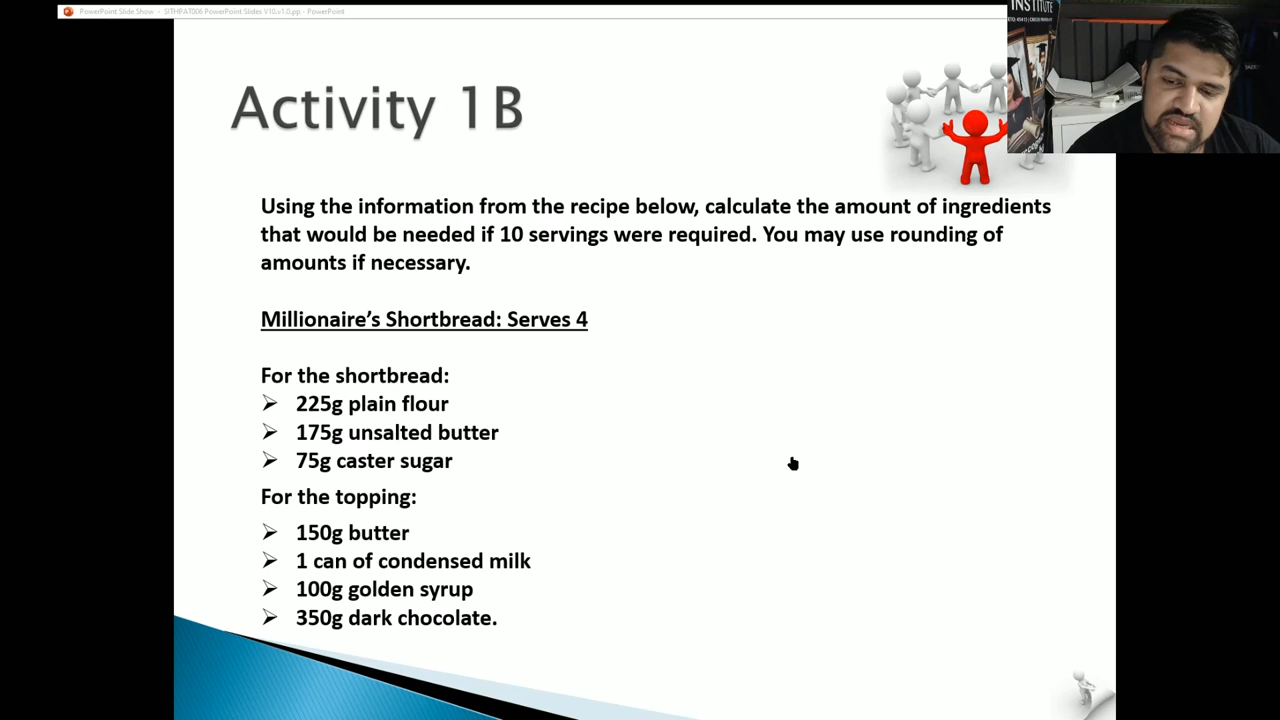 PowerPoint Slide Show - SITHPAT006 PowerPoint Slides V10.v1.0.pp - PowerPoint
INSTITUTE
Activity 1B
Using the information from the recipe below, calculate the amount of ingredients
that would be needed if 10 servings were required. You may use rounding of
amounts if necessary.
Millionaire’s Shortbread: Serves 4
For the shortbread:
➢ 225g plain flour
➢ 175g unsalted butter
➢ 75g caster sugar
For the topping:
➢ 150g butter
➢ 1 can of condensed milk
➢ 100g golden syrup
➢ 350g dark chocolate.